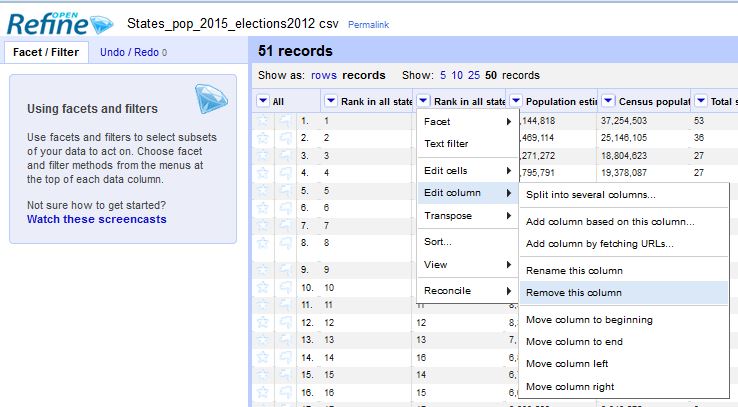 OPEN
Refine
States_pop_2015_elections2012 csv Permalink
Facet / Filter
Undo / Redo 0
Using facets and filters
Use facets and filters to select subsets
of your data to act on. Choose facet
and filter methods from the menus at
the top of each data column.
Not sure how to get started?
Watch these screencasts
51 records
Show as: rows records Show: 5 10 25 50 records
All Rank in all state Rank in all state Population estim Census populat Total s
1. 1 ,144,818 37,254,503 53
2. 2 ,469,114 25,146,105 36
3. 3 ,271,272 18,804,623 27
4. 4 ,795,791 19,378,087 27
5. 5
6. 6
7. 7
8. 8
9. 9
10. 10
11. 11 11 8,
12. 12 12
13. 13 13
14. 14 16
15. 15 14
16. 16 15
Facet
Text filter
Edit cells
Edit column
Transpose
Sort...
View
Reconcile
Split into several columns...
Add column based on this column...
Add column by fetching URLs...
Rename this column
Remove this column
Move column to beginning
Move column to end
Move column left
Move column right